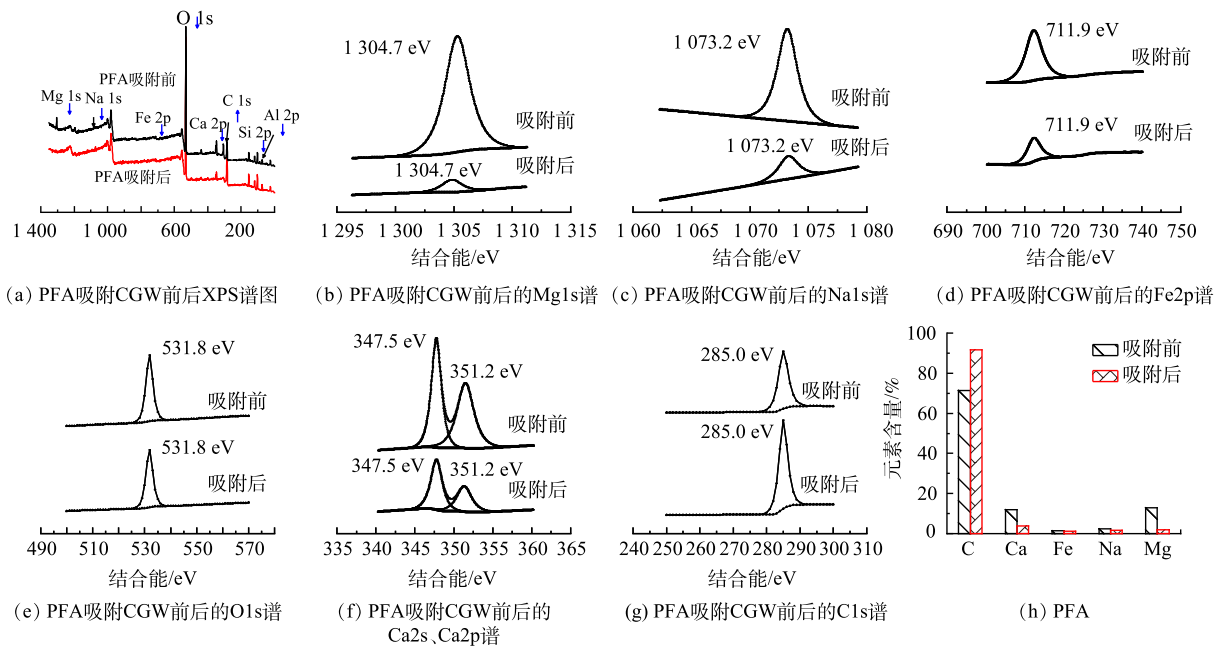 O 1s
PFA吸附前
Mg 1s
Na 1s
Fe 2p
Ca 2p
C 1s
Si 2p
Al 2p
PFA吸附后
1 400
1 000
600
200
(a) PFA吸附CGW前后XPS谱图
1 304.7 eV
吸附前
1 304.7 eV
吸附后
1 295
1 300
1 305
1 310
1 315
结合能/eV
(b) PFA吸附CGW前后的Mg1s谱
1 073.2 eV
吸附前
1 073.2 eV
吸附后
1 060
1 070
1 075
1 079
1 080
结合能/eV
(c) PFA吸附CGW前后的Na1s谱
711.9 eV
吸附前
711.9 eV
吸附后
690
700
710
720
730
740
750
结合能/eV
(d) PFA吸附CGW前后的Fe2p谱
531.8 eV
吸附前
531.8 eV
吸附后
490
510
530
550
570
结合能/eV
(e) PFA吸附CGW前后的O1s谱
347.5 eV
351.2 eV
吸附前
347.5 eV
351.2 eV
吸附后
335
340
345
350
355
360
365
结合能/eV
(f) PFA吸附CGW前后的
Ca2s、Ca2p谱
285.0 eV
吸附前
285.0 eV
吸附后
240
250
260
270
280
290
300
310
结合能/eV
(g) PFA吸附CGW前后的C1s谱
元素含量/%
100
80
60
40
20
0
吸附前
吸附后
C
Ca
Fe
Na
Mg
(h) PFA